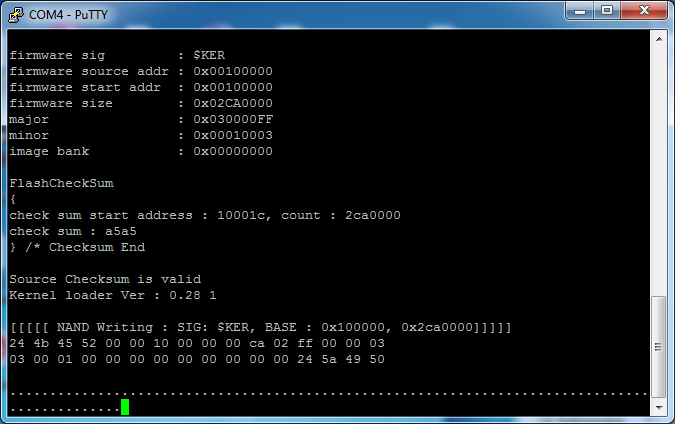 COM4 - PuTTY
firmware sig         : $KER
firmware source addr : 0x00100000
firmware start addr  : 0x00100000
firmware size        : 0x02CA0000
major                : 0x030000FF
minor                : 0x00010003
image bank           : 0x00000000
FlashCheckSum
{
check sum start address : 10001c, count : 2ca0000
check sum : a5a5
} /* Checksum End
Source Checksum is valid
Kernel loader Ver : 0.28 1
[[[[[ NAND Writing : SIG: $KER, BASE : 0x100000, 0x2ca0000]]]]]
24 4b 45 52 00 00 10 00 00 00 ca 02 ff 00 00 03
03 00 01 00 00 00 00 00 00 00 00 00 24 5a 49 50
................................................................................
..............